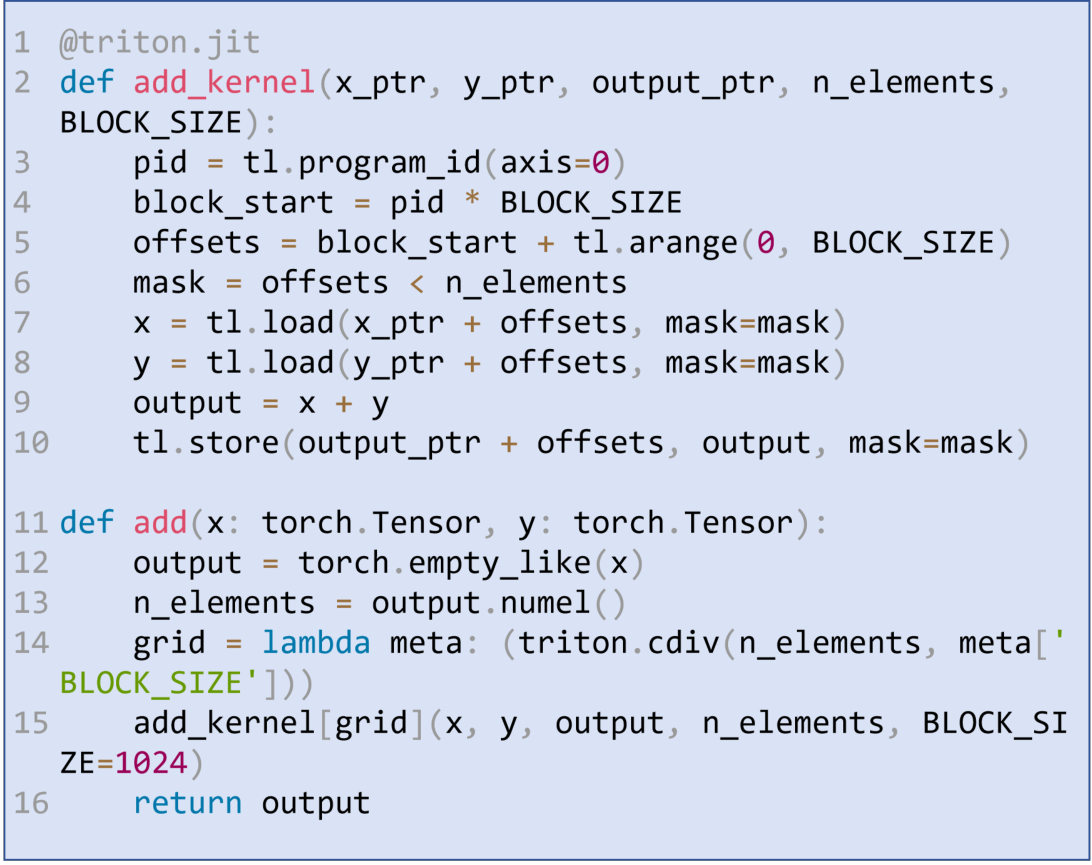 1 @triton.jit
2 def add_kernel(x_ptr, y_ptr, output_ptr, n_elements,
BLOCK_SIZE):
3     pid = tl.program_id(axis=0)
4     block_start = pid * BLOCK_SIZE
5     offsets = block_start + tl.arange(0, BLOCK_SIZE)
6     mask = offsets < n_elements
7     x = tl.load(x_ptr + offsets, mask=mask)
8     y = tl.load(y_ptr + offsets, mask=mask)
9     output = x + y
10     tl.store(output_ptr + offsets, output, mask=mask)
11 def add(x: torch.Tensor, y: torch.Tensor):
12     output = torch.empty_like(x)
13     n_elements = output.numel()
14     grid = lambda meta: (triton.cdiv(n_elements, meta['
BLOCK_SIZE']))
15     add_kernel[grid](x, y, output, n_elements, BLOCK_SI
ZE=1024)
16     return output